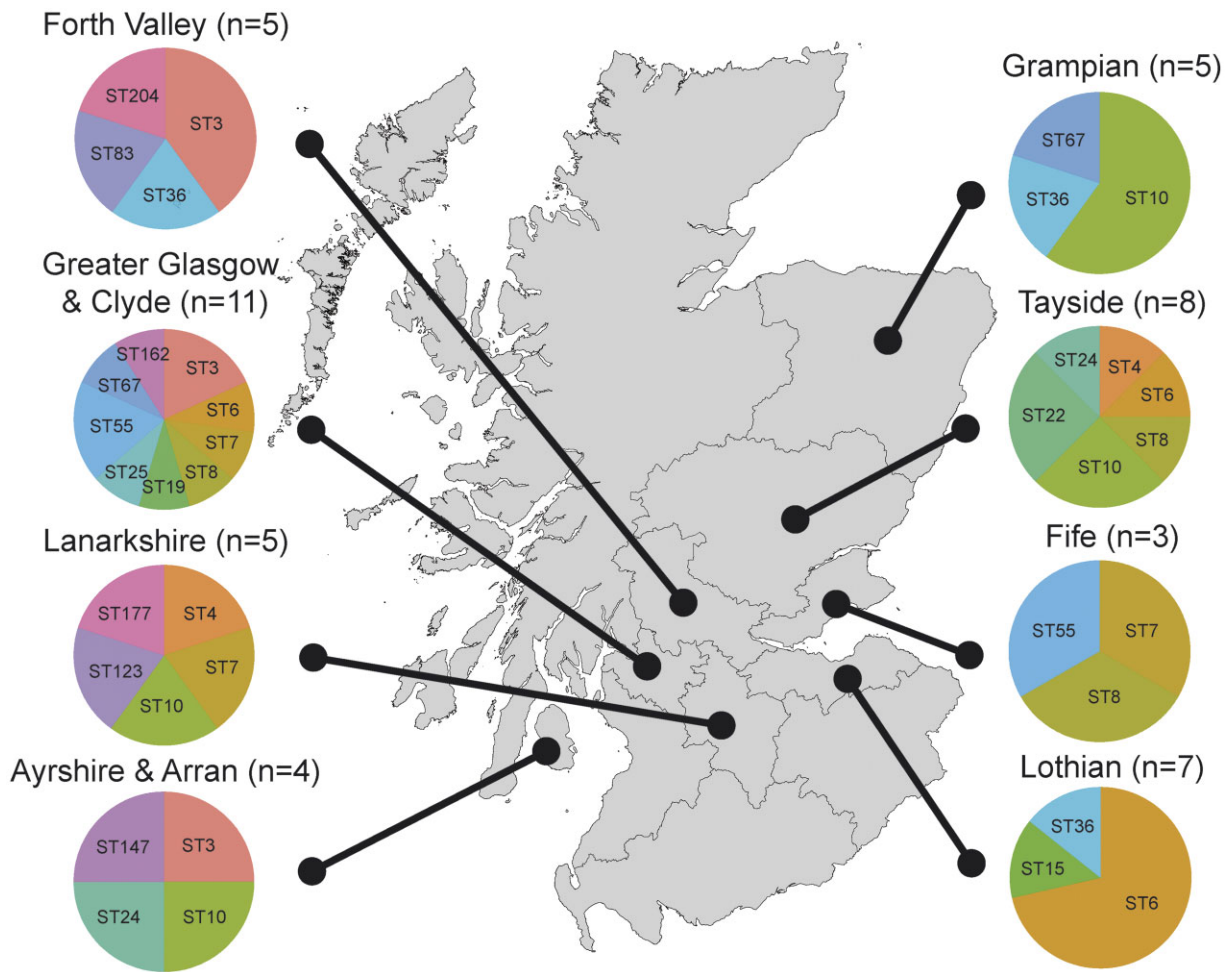 Forth Valley (n=5)
ST204
ST3
ST83
ST36
Greater Glasgow
& Clyde (n=11)
ST162
ST3
ST67
ST6
ST55
ST7
ST25
ST8
ST19
Lanarkshire (n=5)
ST177
ST4
ST123
ST7
ST10
Ayrshire & Arran (n=4)
ST147
ST3
ST24
ST10
Grampian (n=5)
ST67
ST36
ST10
Tayside (n=8)
ST24
ST4
ST6
ST22
ST8
ST10
Fife (n=3)
ST55
ST7
ST8
Lothian (n=7)
ST36
ST15
ST6